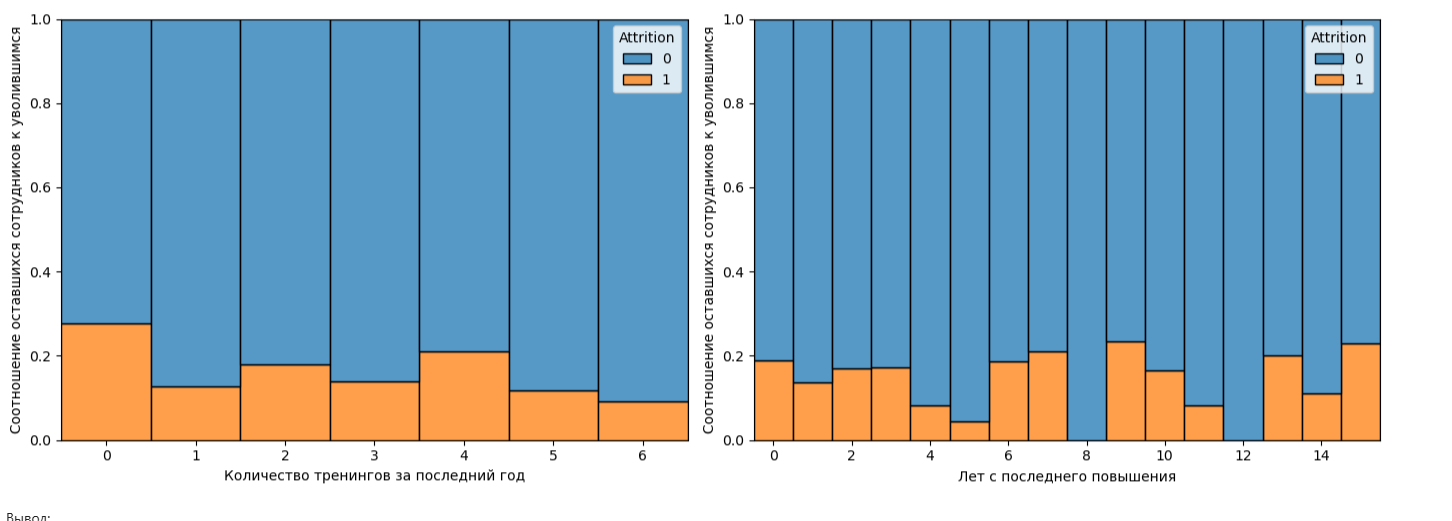 Соотношение оставшихся сотрудников к уволившимся
1.0
0.8
0.6
0.4
0.2
0.0
Attrition
0
1
0 1 2 3 4 5 6
Количество тренингов за последний год
Соотношение оставшихся сотрудников к уволившимся
1.0
0.8
0.6
0.4
0.2
0.0
Attrition
0
1
0 2 4 6 8 10 12 14
Лет с последнего повышения
Вывод: